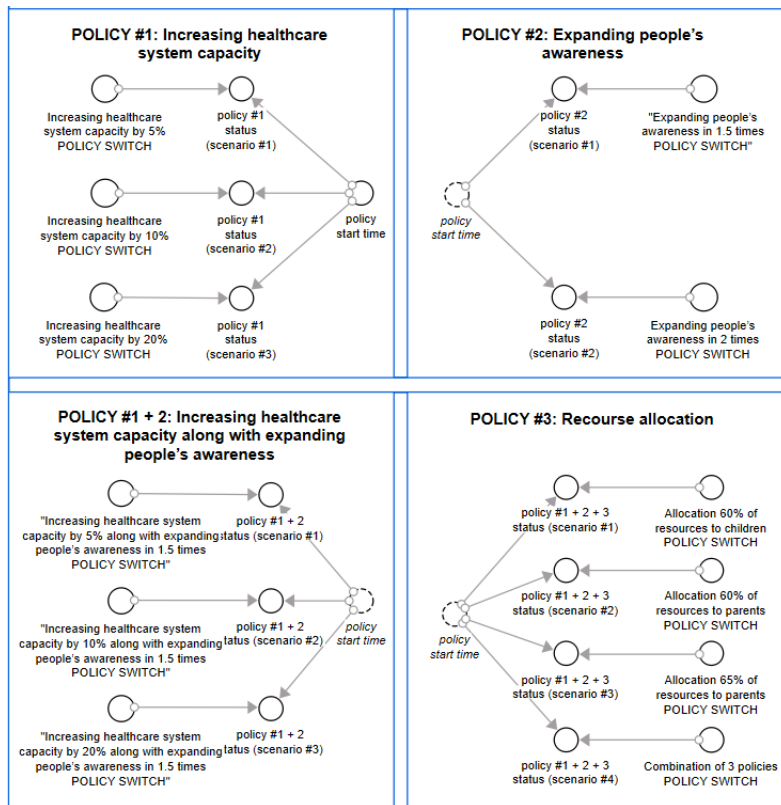 POLICY #1: Increasing healthcare
system capacity
Increasing healthcare
system capacity by 5%
POLICY SWITCH
policy #1
status
(scenario #1)
Increasing healthcare
system capacity by 10%
POLICY SWITCH
policy #1
status
(scenario #2)
policy
start time
Increasing healthcare
system capacity by 20%
POLICY SWITCH
policy #1
status
(scenario #3)
POLICY #2: Expanding people's
awareness
policy #2
status
(scenario #1)
"Expanding people's
awareness in 1.5 times
POLICY SWITCH"
policy
start time
policy #2
status
(scenario #2)
Expanding people's
awareness in 2 times
POLICY SWITCH
POLICY #1 + 2: Increasing healthcare
system capacity along with expanding
people's awareness
"Increasing healthcare system
capacity by 5% along with expanding
people's awareness in 1.5 times
POLICY SWITCH"
policy #1 + 2
status (scenario #1)
"Increasing healthcare system
capacity by 10% along with expanding
people's awareness in 1.5 times
POLICY SWITCH"
policy #1 + 2
tatus (scenario #2)
policy
start time
"Increasing healthcare system
capacity by 20% along with expanding
people's awareness in 1.5 times
POLICY SWITCH"
policy #1 + 2
status (scenario #3)
POLICY #3: Recourse allocation
policy #1 + 2 + 3
status
(scenario #1)
Allocation 60% of
resources to children
POLICY SWITCH
policy #1 + 2 + 3
status
(scenario #2)
Allocation 60% of
resources to parents
POLICY SWITCH
policy
start time
policy #1 + 2 + 3
status
(scenario #3)
Allocation 65% of
resources to parents
POLICY SWITCH
policy #1 + 2 + 3
status
(scenario #4)
Combination of 3 policies
POLICY SWITCH